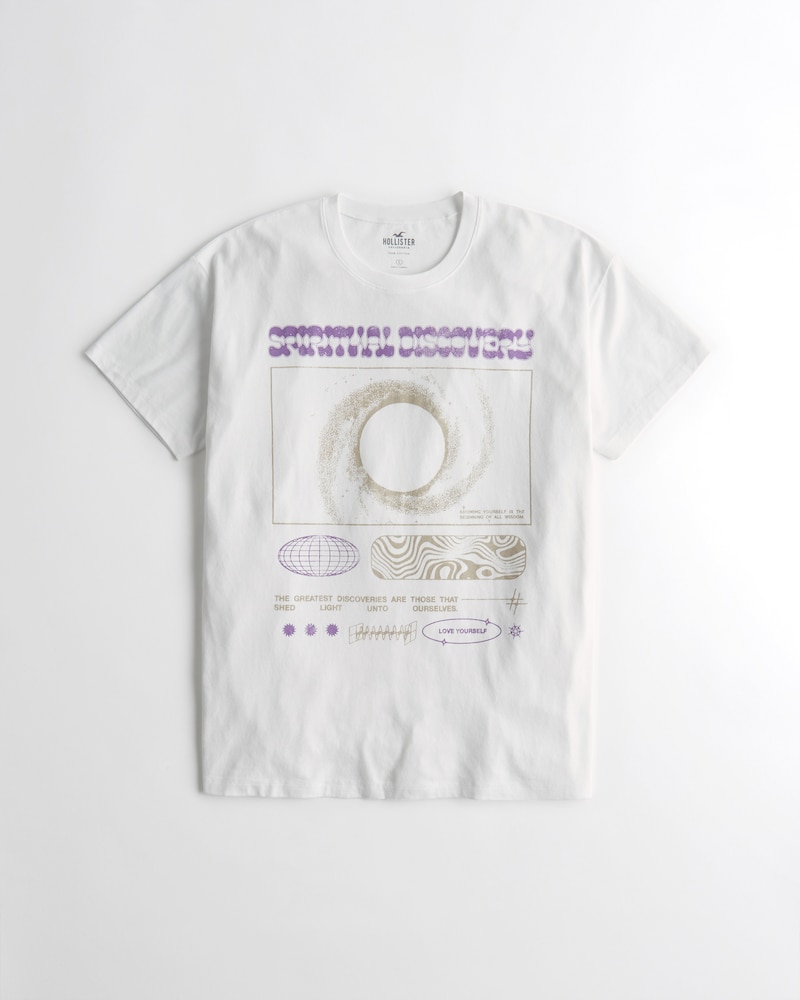 HOLLISTER
CALIFORNIA
SPIRITUAL DISCOVERY
KNOWING YOURSELF IS THE
BEGINNING OF ALL WISDOM.
THE GREATEST DISCOVERIES ARE THOSE THAT
SHED LIGHT UNTO OURSELVES.
LOVE YOURSELF